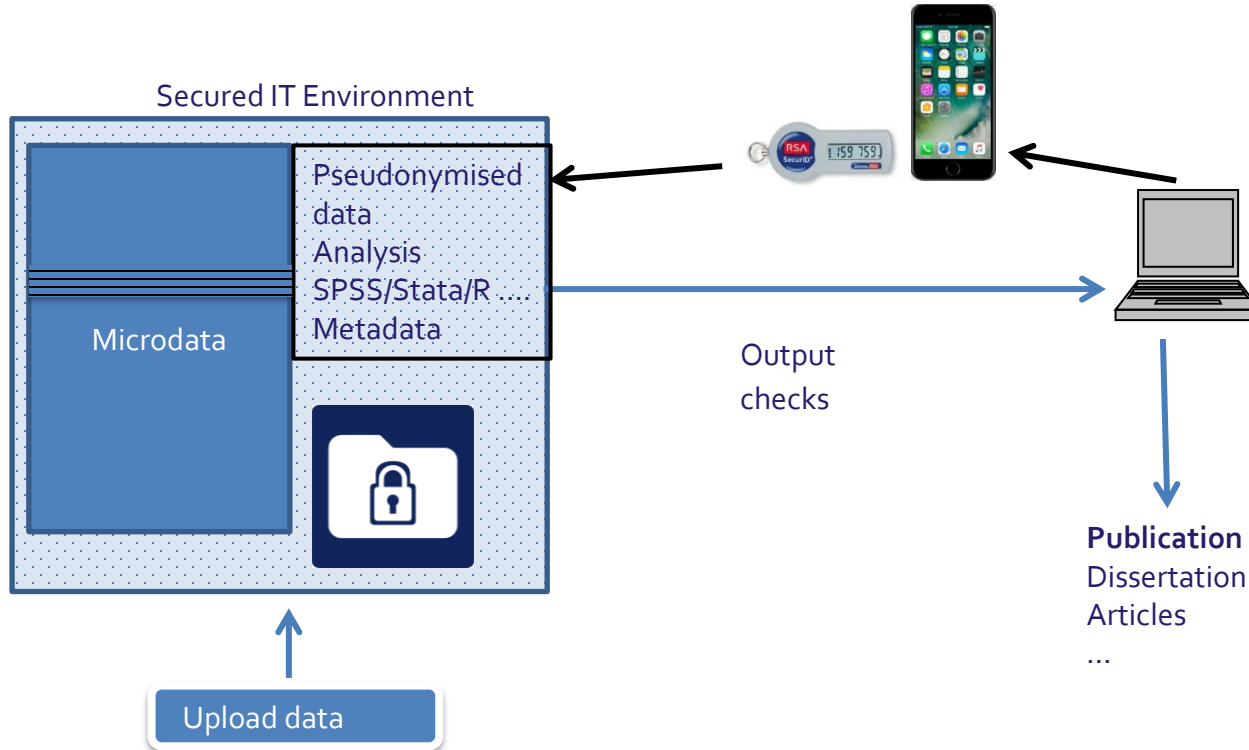 Secured IT Environment
Pseudonymised
data
Analysis
SPSS/Stata/R ....
Metadata
Microdata
Upload data
RSA
SecurID
159 759
Output
checks
Publication
Dissertation
Articles
...